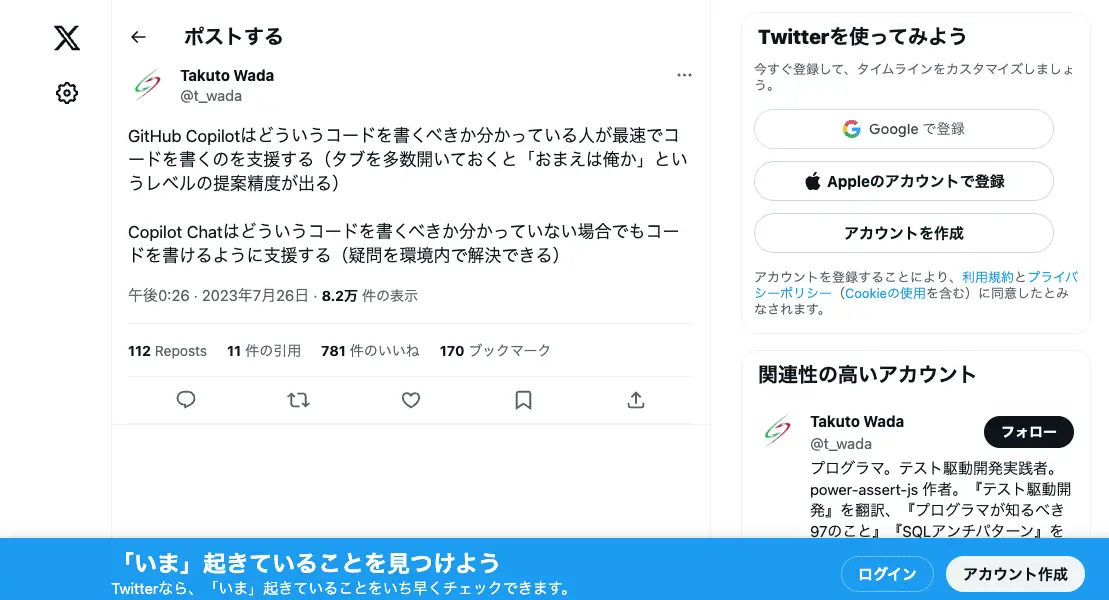 ポストする
Takuto Wada
@t_wada
GitHub Copilotはどういうコードを書くべきか分かっている人が最速でコ
ードを書くのを支援する（タブを多数開いておくと「おまえは俺か」とい
うレベルの提案精度が出る）
Copilot Chatはどういうコードを書くべきか分かっていない場合でもコー
ドを書けるように支援する（疑問を環境内で解決できる）
午後0:26 · 2023年7月26日 · 8.2万 件の表示
112 Reposts 11 件の引用 781 件のいいね 170 ブックマーク
Twitterを使ってみよう
今すぐ登録して、タイムラインをカスタマイズしましょ
う。
Google で登録
Appleのアカウントで登録
アカウントを作成
アカウントを登録することにより、利用規約とプライバ
シーポリシー（Cookieの使用を含む）に同意したとみ
なされます。
関連性の高いアカウント
Takuto Wada
@t_wada
フォロー
プログラマ。テスト駆動開発実践者。
power-assert-js 作者。『テスト駆動開
発』を翻訳、『プログラマが知るべき
97のこと』『SQLアンチパターン』を
「いま」起きていることを見つけよう
Twitterなら、「いま」起きていることをいち早くチェックできます。
ログイン
アカウント作成